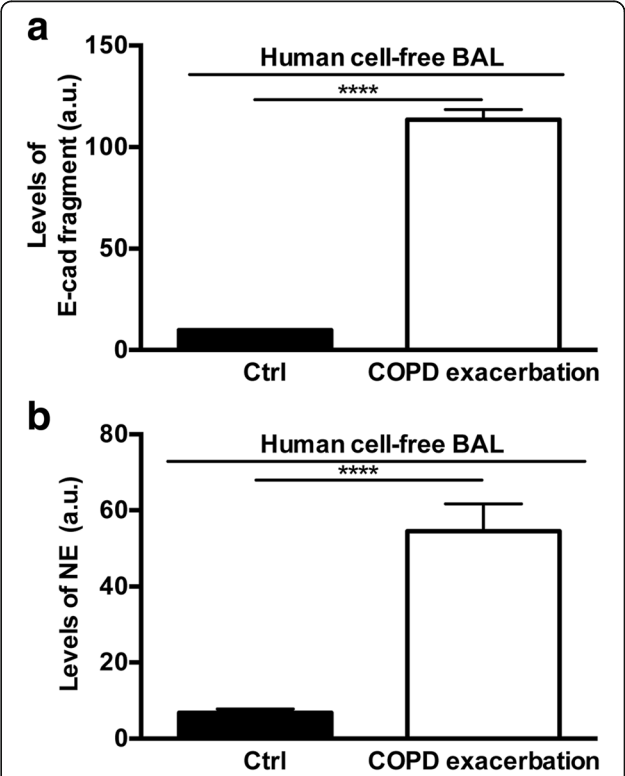 a
Human cell-free BAL
****
Levels of
E-cad fragment (a.u.)
150
100
50
0
Ctrl COPD exacerbation
b
Human cell-free BAL
****
Levels of NE (a.u.)
80
60
40
20
0
Ctrl COPD exacerbation